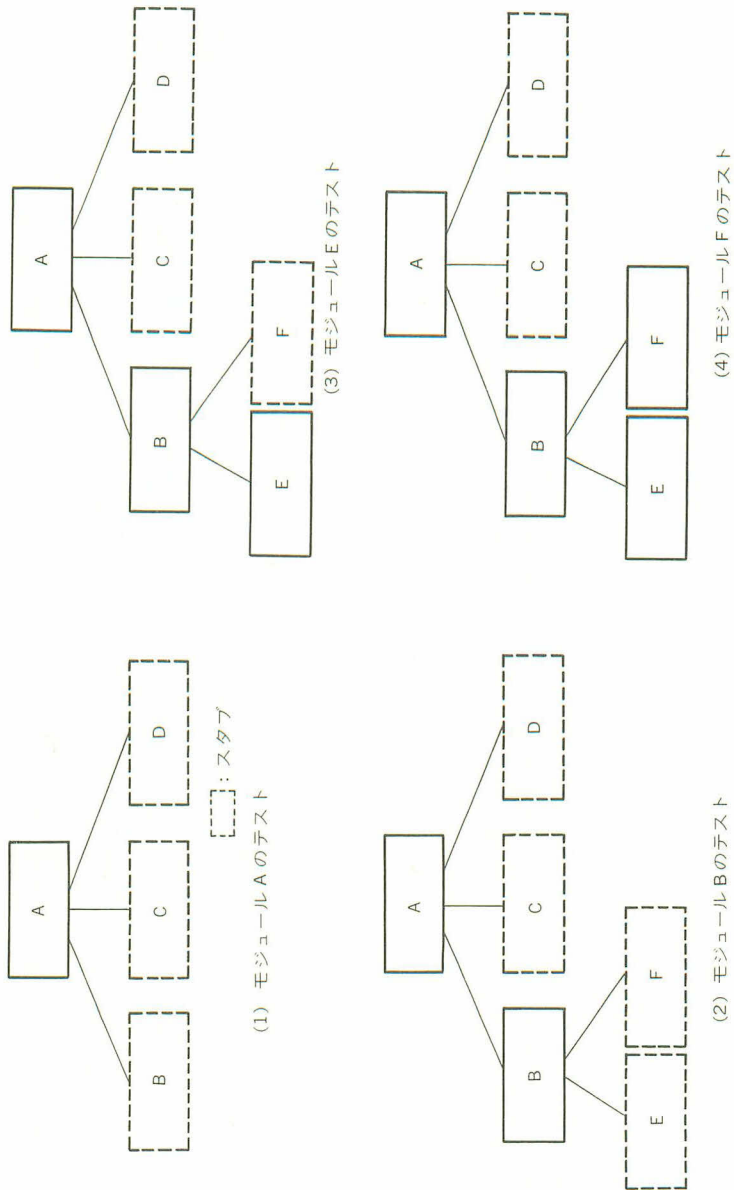 A
B
C
D
[ ]: スタブ
(1) モジュールAのテスト
A
B
C
D
E
F
(2) モジュールBのテスト
A
B
C
D
E
F
(3) モジュールEのテスト
A
B
C
D
E
F
(4) モジュールFのテスト